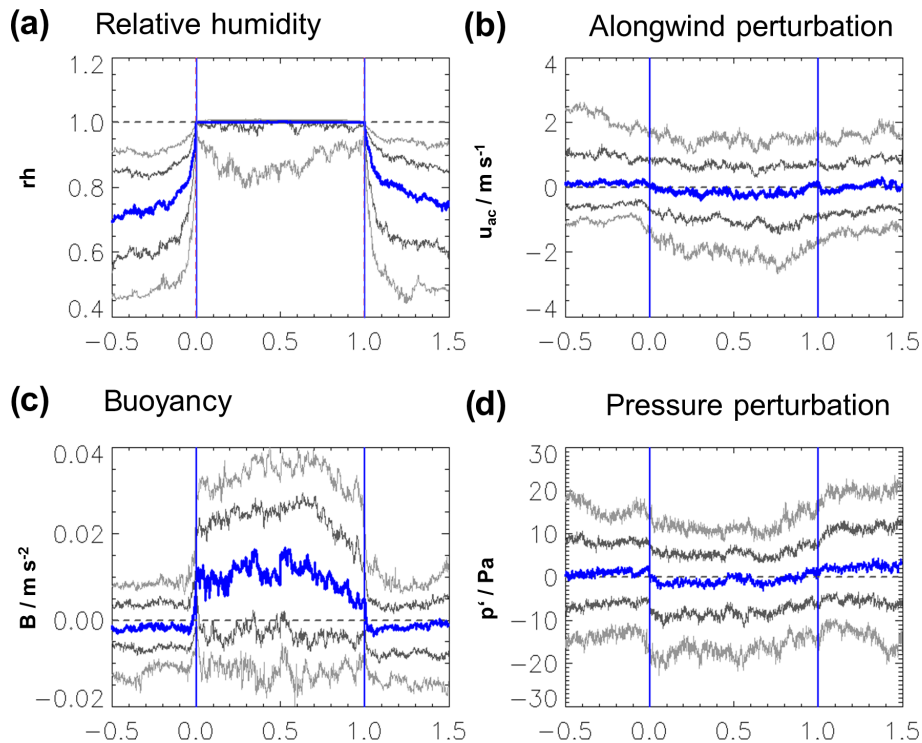 (a) Relative humidity
1.2
1.0
0.8
0.6
0.4
rh
−0.5 0.0 0.5 1.0 1.5
(b) Alongwind perturbation
4
2
0
−2
−4
uac / m s-1
−0.5 0.0 0.5 1.0 1.5
(c) Buoyancy
0.04
0.02
0.00
−0.02
B / m s-2
−0.5 0.0 0.5 1.0 1.5
(d) Pressure perturbation
30
20
10
0
−10
−20
−30
p‘ / Pa
−0.5 0.0 0.5 1.0 1.5